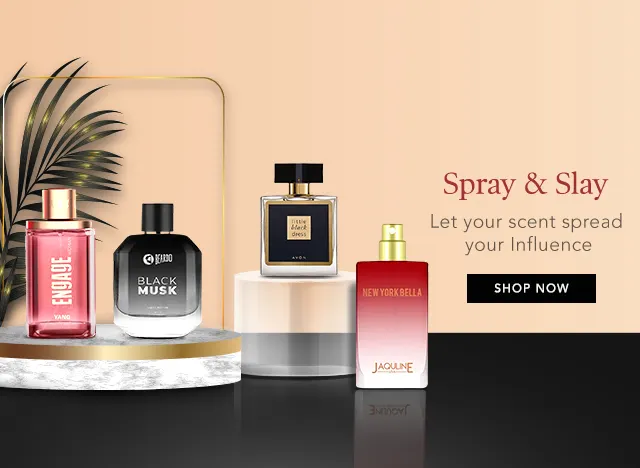 Spray & Slay
Let your scent spread
your Influence
SHOP NOW
ENGAGE
YANG
BEARDO
BLACK
MUSK
little
black
dress
AVON
NEW YORK BELLA
JAQULINE